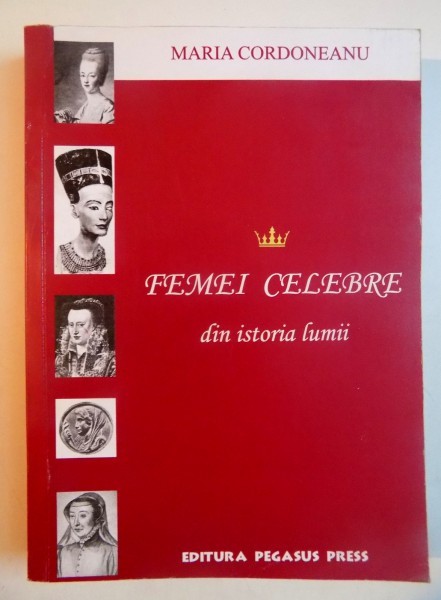 MARIA CORDONEANU
FEMEI CELEBRE
din istoria lumii
EDITURA PEGASUS PRESS